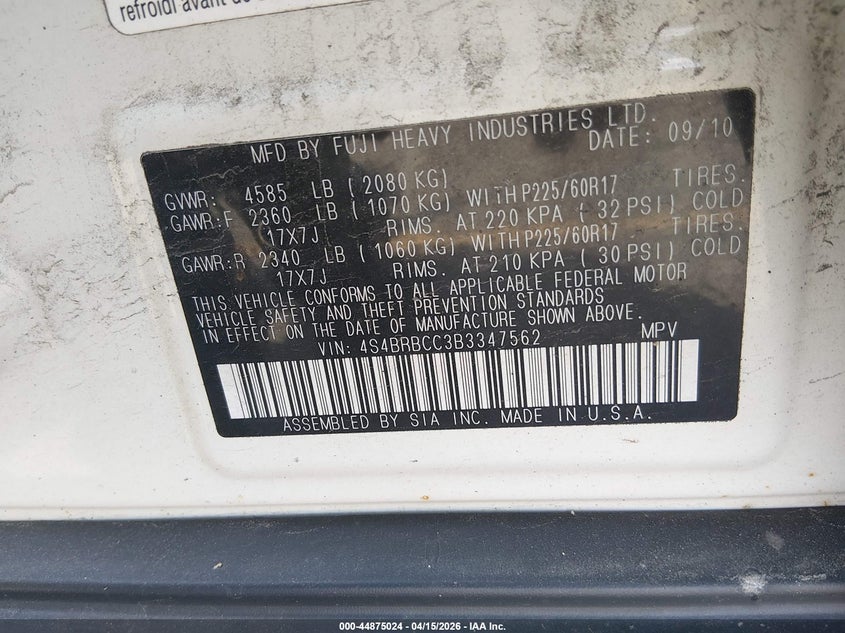 refroidi avant de
MFD BY FUJI HEAVY INDUSTRIES LTD.
DATE: 09/10
GVWR: 4585 LB ( 2080 KG)
GAWR:F 2360 LB ( 1070 KG) WITH P225/60R17 TIRES.
17X7J RIMS. AT 220 KPA ( 32 PSI) COLD
GAWR:R 2340 LB ( 1060 KG) WITH P225/60R17 TIRES.
17X7J RIMS. AT 210 KPA ( 30 PSI) COLD
THIS VEHICLE CONFORMS TO ALL APPLICABLE FEDERAL MOTOR
VEHICLE SAFETY AND THEFT PREVENTION STANDARDS
IN EFFECT ON THE DATE OF MANUFACTURE SHOWN ABOVE.
VIN: 4S4BRBCC3B3347562 MPV
ASSEMBLED BY SIA INC. MADE IN U.S.A.
000-44875024 - 04/15/2026 - IAA Inc.